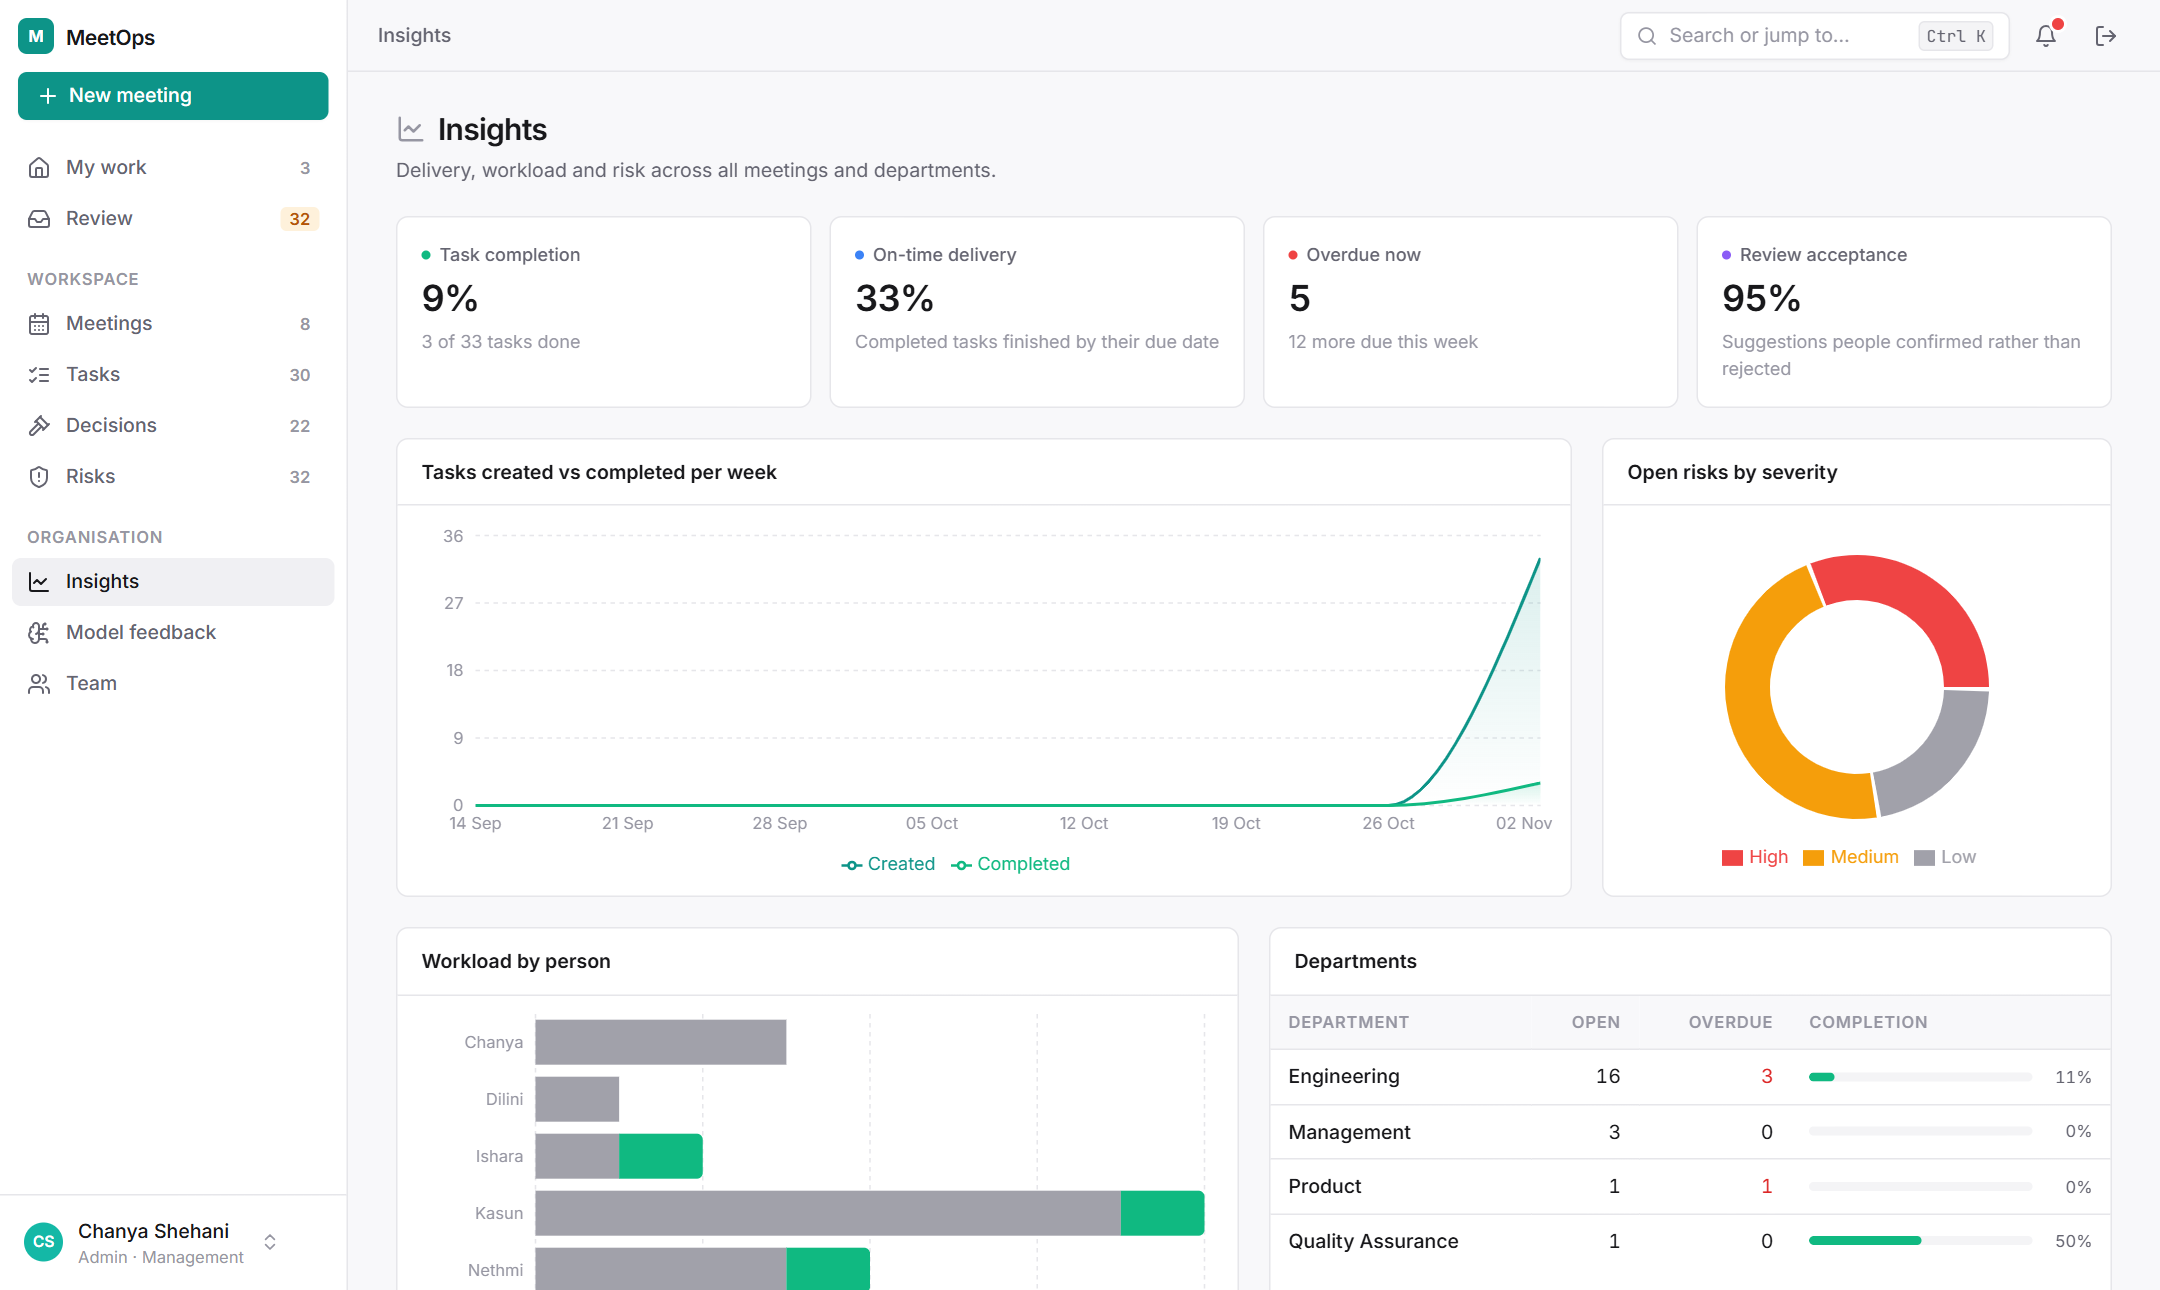 M MeetOps
New meeting
My work 3
Review 32
WORKSPACE
Meetings 8
Tasks 30
Decisions 22
Risks 32
ORGANISATION
Insights
Model feedback
Team
CS Chanya Shehani
Admin · Management
Insights
Search or jump to... Ctrl K
Insights
Delivery, workload and risk across all meetings and departments.
Task completion
9%
3 of 33 tasks done
On-time delivery
33%
Completed tasks finished by their due date
Overdue now
5
12 more due this week
Review acceptance
95%
Suggestions people confirmed rather than
rejected
Tasks created vs completed per week
36
27
18
9
0
14 Sep 21 Sep 28 Sep 05 Oct 12 Oct 19 Oct 26 Oct 02 Nov
Created Completed
Open risks by severity
High Medium Low
Workload by person
Chanya
Dilini
Ishara
Kasun
Nethmi
Departments
DEPARTMENT OPEN OVERDUE COMPLETION
Engineering 16 3 11%
Management 3 0 0%
Product 1 1 0%
Quality Assurance 1 0 50%